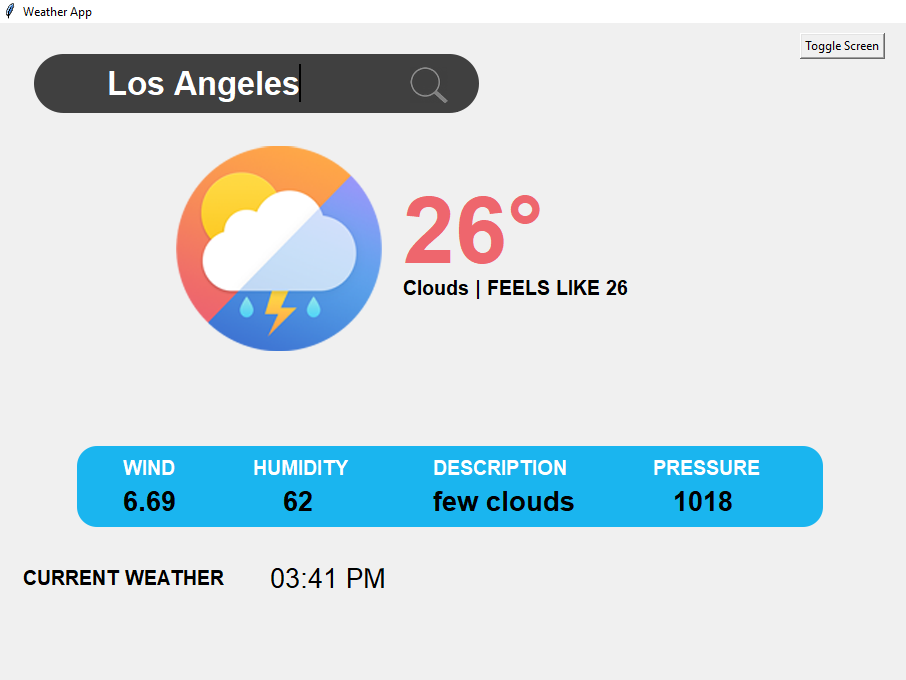 Weather App
Toggle Screen
Los Angeles
26°
Clouds | FEELS LIKE 26
WIND HUMIDITY DESCRIPTION PRESSURE
6.69 62 few clouds 1018
CURRENT WEATHER 03:41 PM